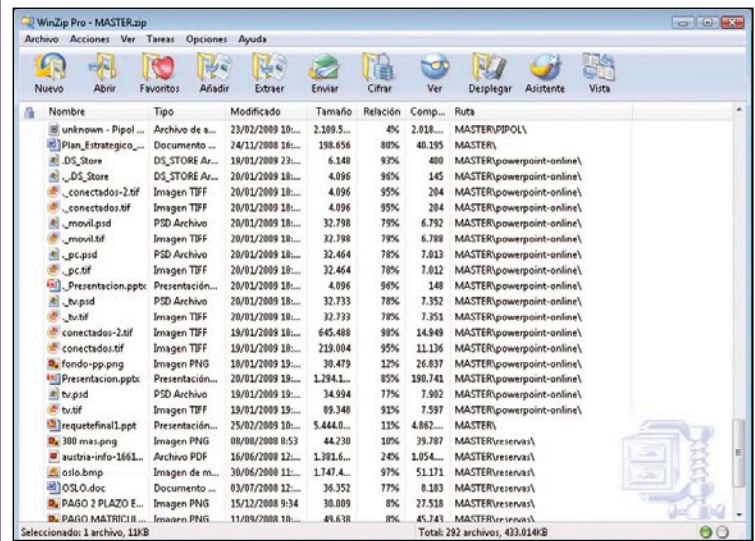 WinZip Pro - MASTER.zip
Archivo Acciones Ver Tareas Opciones Ayuda
Nuevo Abrir Favoritos Añadir Extraer Enviar Cifrar Ver Desplegar Asistente Vista
Nombre Tipo Modificado Tamaño Relación Comp... Ruta
unknown - Pipol ... Archivo de a... 23/02/2009 10:... 2.109.5... 4% 2.018.... MASTER\PIPOL\
Plan_Estrategico_... Documento ... 24/11/2008 16:... 198.656 80% 40.195 MASTER\
.DS_Store DS_STORE Ar... 19/01/2009 23:... 6.148 93% 400 MASTER\powerpoint-online\
._.DS_Store DS_STORE Ar... 20/01/2009 18:... 4.096 96% 145 MASTER\powerpoint-online\
._conectados-2.tif Imagen TIFF 20/01/2009 18:... 4.096 95% 204 MASTER\powerpoint-online\
._conectados.tif Imagen TIFF 20/01/2009 18:... 4.096 95% 204 MASTER\powerpoint-online\
._movil.psd PSD Archivo 20/01/2009 18:... 32.798 79% 6.792 MASTER\powerpoint-online\
._movil.tif Imagen TIFF 20/01/2009 18:... 32.798 79% 6.788 MASTER\powerpoint-online\
._pc.psd PSD Archivo 20/01/2009 18:... 32.464 78% 7.013 MASTER\powerpoint-online\
._pc.tif Imagen TIFF 20/01/2009 18:... 32.464 78% 7.012 MASTER\powerpoint-online\
._Presentacion.pptx Presentación... 20/01/2009 18:... 4.096 96% 148 MASTER\powerpoint-online\
._tv.psd PSD Archivo 20/01/2009 18:... 32.733 78% 7.352 MASTER\powerpoint-online\
._tv.tif Imagen TIFF 20/01/2009 18:... 32.733 78% 7.351 MASTER\powerpoint-online\
conectados-2.tif Imagen TIFF 19/01/2009 18:... 645.488 98% 14.949 MASTER\powerpoint-online\
conectados.tif Imagen TIFF 19/01/2009 18:... 219.004 95% 11.136 MASTER\powerpoint-online\
fondo-pp.png Imagen PNG 18/01/2009 19:... 30.479 12% 26.837 MASTER\powerpoint-online\
Presentacion.pptx Presentación... 20/01/2009 19:... 1.294.1... 85% 190.741 MASTER\powerpoint-online\
tv.psd PSD Archivo 19/01/2009 19:... 34.994 77% 7.902 MASTER\powerpoint-online\
tv.tif Imagen TIFF 19/01/2009 18:... 89.348 91% 7.597 MASTER\powerpoint-online\
requetefinal1.ppt Presentación... 25/02/2009 10:... 5.444.0... 11% 4.862.... MASTER\
300 mas.png Imagen PNG 08/08/2008 8:53 44.230 10% 39.787 MASTER\reservas\
austria-info-1661... Archivo PDF 16/06/2008 12:... 1.381.6... 24% 1.054.... MASTER\reservas\
oslo.bmp Imagen de m... 30/06/2008 11:... 1.747.4... 97% 51.171 MASTER\reservas\
OSLO.doc Documento ... 03/07/2008 12:... 36.352 77% 8.183 MASTER\reservas\
PAGO 2 PLAZO E... Imagen PNG 15/12/2008 9:34 30.009 8% 27.518 MASTER\reservas\
PAGO MATRICUL... Imagen PNG 11/09/2008 10:... 49.638 8% 45.743 MASTER\reservas\
Seleccionado: 1 archivo, 11KB Total: 292 archivos, 433.014KB